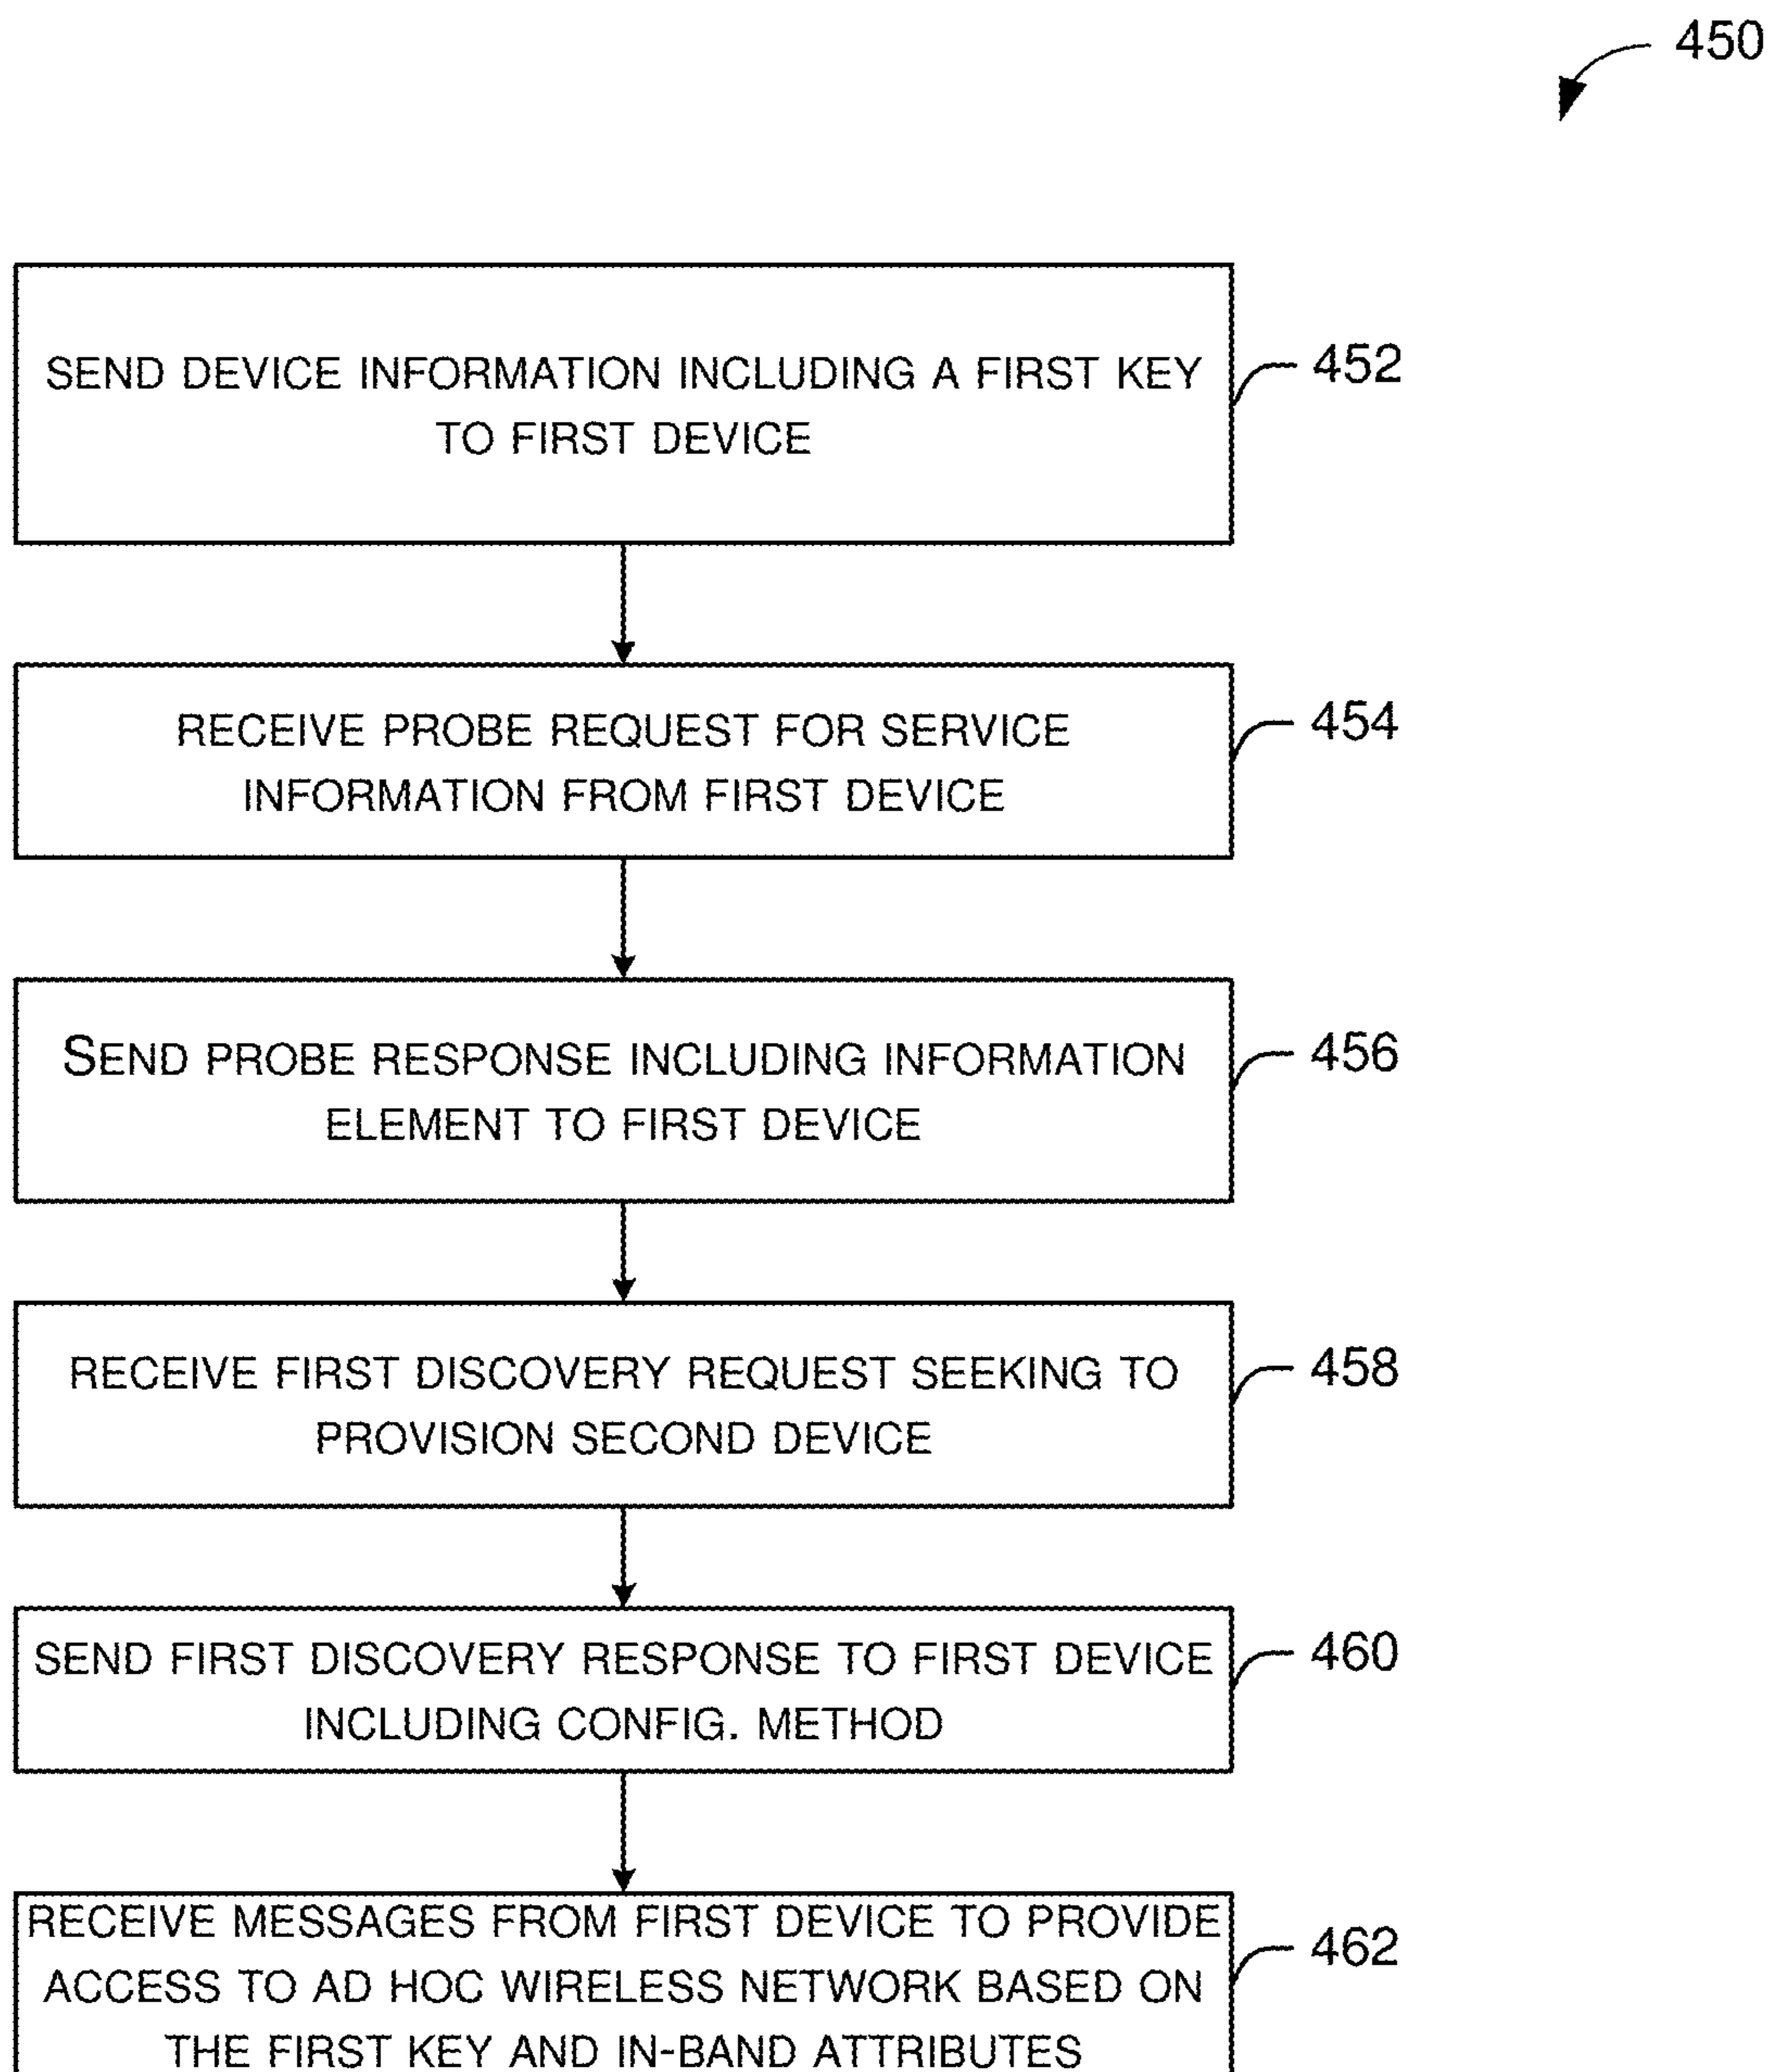 450
SEND DEVICE INFORMATION INCLUDING A FIRST KEY
TO FIRST DEVICE
452
RECEIVE PROBE REQUEST FOR SERVICE
INFORMATION FROM FIRST DEVICE
454
SEND PROBE RESPONSE INCLUDING INFORMATION
ELEMENT TO FIRST DEVICE
456
RECEIVE FIRST DISCOVERY REQUEST SEEKING TO
PROVISION SECOND DEVICE
458
SEND FIRST DISCOVERY RESPONSE TO FIRST DEVICE
INCLUDING CONFIG. METHOD
460
RECEIVE MESSAGES FROM FIRST DEVICE TO PROVIDE
ACCESS TO AD HOC WIRELESS NETWORK BASED ON
THE FIRST KEY AND IN-BAND ATTRIBUTES
462